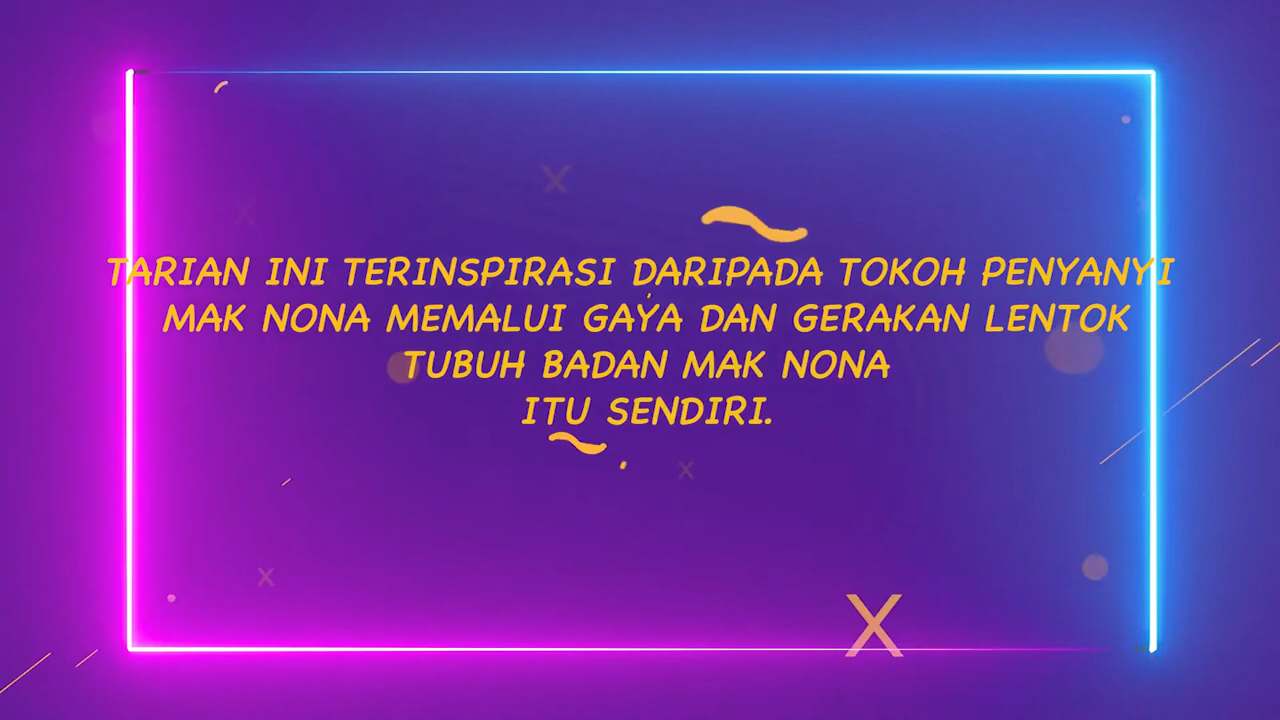 TARIAN INI TERINSPIRASI DARIPADA TOKOH PENYANYI
MAK NONA MEMALUI GAYA DAN GERAKAN LENTOK
TUBUH BADAN MAK NONA
ITU SENDIRI.